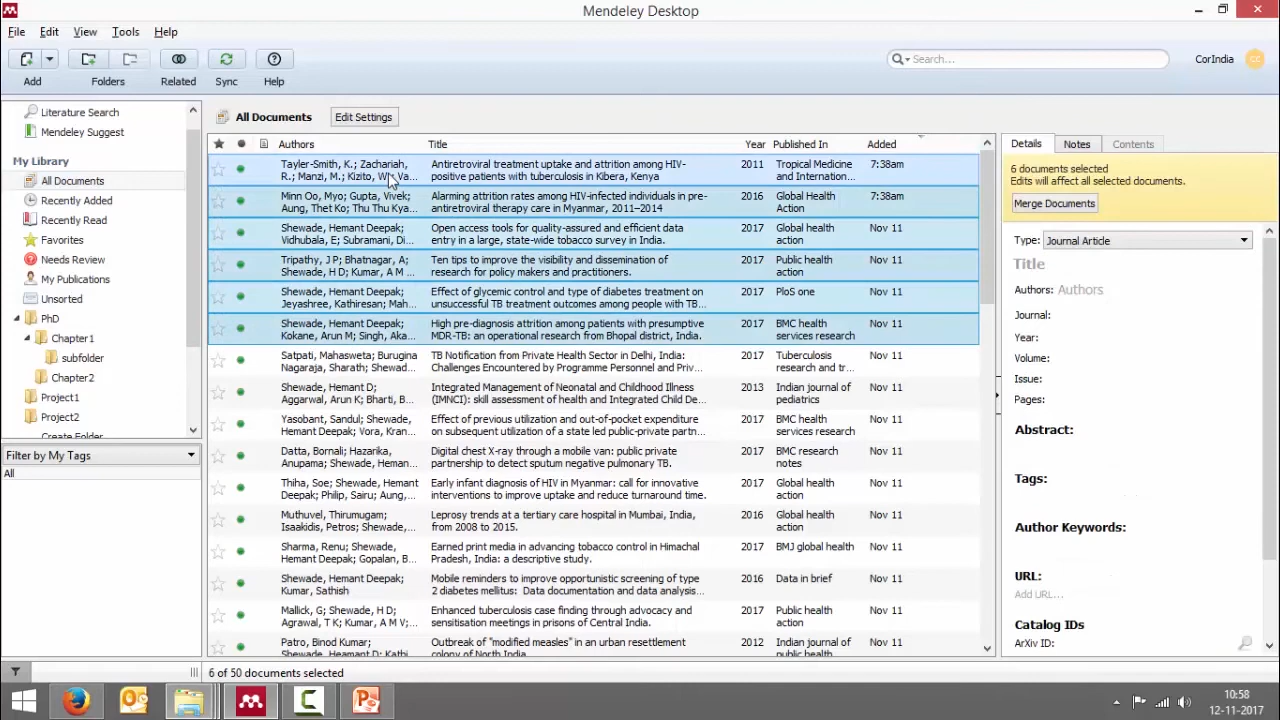 Mendeley Desktop
File Edit View Tools Help
Search...
CorIndia
CC
Add Folders Related Sync Help
Literature Search
Mendeley Suggest
My Library
All Documents
Recently Added
Recently Read
Favorites
Needs Review
My Publications
Unsorted
PhD
Chapter1
subfolder
Chapter2
Project1
Project2
Create Folder
Filter by My Tags
All
All Documents Edit Settings
Authors Title Year Published In Added
Tayler-Smith, K.; Zachariah, Antiretroviral treatment uptake and attrition among HIV- 2011 Tropical Medicine 7:38am
R.; Manzi, M.; Kizito, W.; Va... positive patients with tuberculosis in Kibera, Kenya and Internation...
Minn Oo, Myo; Gupta, Vivek; Alarming attrition rates among HIV-infected individuals in pre- 2016 Global Health 7:38am
Aung, Thet Ko; Thu Thu Kya... antiretroviral therapy care in Myanmar, 2011–2014 Action
Shewade, Hemant Deepak; Open access tools for quality-assured and efficient data 2017 Global health Nov 11
Vidhubala, E; Subramani, Di... entry in a large, state-wide tobacco survey in India. action
Tripathy, J P; Bhatnagar, A; Ten tips to improve the visibility and dissemination of 2017 Public health Nov 11
Shewade, H D; Kumar, A M ... research for policy makers and practitioners. action
Shewade, Hemant Deepak; Effect of glycemic control and type of diabetes treatment on 2017 PloS one Nov 11
Jeyashree, Kathiresan; Mah... unsuccessful TB treatment outcomes among people with TB...
Shewade, Hemant Deepak; High pre-diagnosis attrition among patients with presumptive 2017 BMC health Nov 11
Kokane, Arun M; Singh, Aka... MDR-TB: an operational research from Bhopal district, India. services research
Satpati, Mahasweta; Burugina TB Notification from Private Health Sector in Delhi, India: 2017 Tuberculosis Nov 11
Nagaraja, Sharath; Shewad... Challenges Encountered by Programme Personnel and Priv... research and tr...
Shewade, Hemant D; Integrated Management of Neonatal and Childhood Illness 2013 Indian journal of Nov 11
Aggarwal, Arun K; Bharti, B... (IMNCI): skill assessment of health and Integrated Child De... pediatrics
Yasobant, Sandul; Shewade, Effect of previous utilization and out-of-pocket expenditure 2017 BMC health Nov 11
Hemant Deepak; Vora, Kran... on subsequent utilization of a state led public-private partn... services research
Datta, Bornali; Hazarika, Digital chest X-ray through a mobile van: public private 2017 BMC research Nov 11
Anupama; Shewade, Hemant... partnership to detect sputum negative pulmonary TB. notes
Thiha, Soe; Shewade, Hemant Early infant diagnosis of HIV in Myanmar: call for innovative 2017 Global health Nov 11
Deepak; Philip, Sairu; Aung,... interventions to improve uptake and reduce turnaround time. action
Muthuvel, Thirumugam; Leprosy trends at a tertiary care hospital in Mumbai, India, 2016 Global health Nov 11
Isaakidis, Petros; Shewade,... from 2008 to 2015. action
Sharma, Renu; Shewade, Earned print media in advancing tobacco control in Himachal 2017 BMJ global health Nov 11
Hemant Deepak; Gopalan, B... Pradesh, India: a descriptive study.
Shewade, Hemant Deepak; Mobile reminders to improve opportunistic screening of type 2016 Data in brief Nov 11
Kumar, Sathish 2 diabetes mellitus: Data documentation and data analysis...
Mallick, G; Shewade, H D; Enhanced tuberculosis case finding through advocacy and 2017 Public health Nov 11
Agrawal, T K; Kumar, A M V;... sensitisation meetings in prisons of Central India. action
Patro, Binod Kumar; Outbreak of "modified measles" in an urban resettlement 2012 Indian journal of Nov 11
Shewade, Heamant D; Kathi... colony of North India. public health
Details Notes Contents
6 documents selected
Edits will affect all selected documents.
Merge Documents
Type: Journal Article
Title
Authors: Authors
Journal:
Year:
Volume:
Issue:
Pages:
Abstract:
Tags:
Author Keywords:
URL:
Add URL...
Catalog IDs
ArXiv ID:
6 of 50 documents selected
10:58
12-11-2017